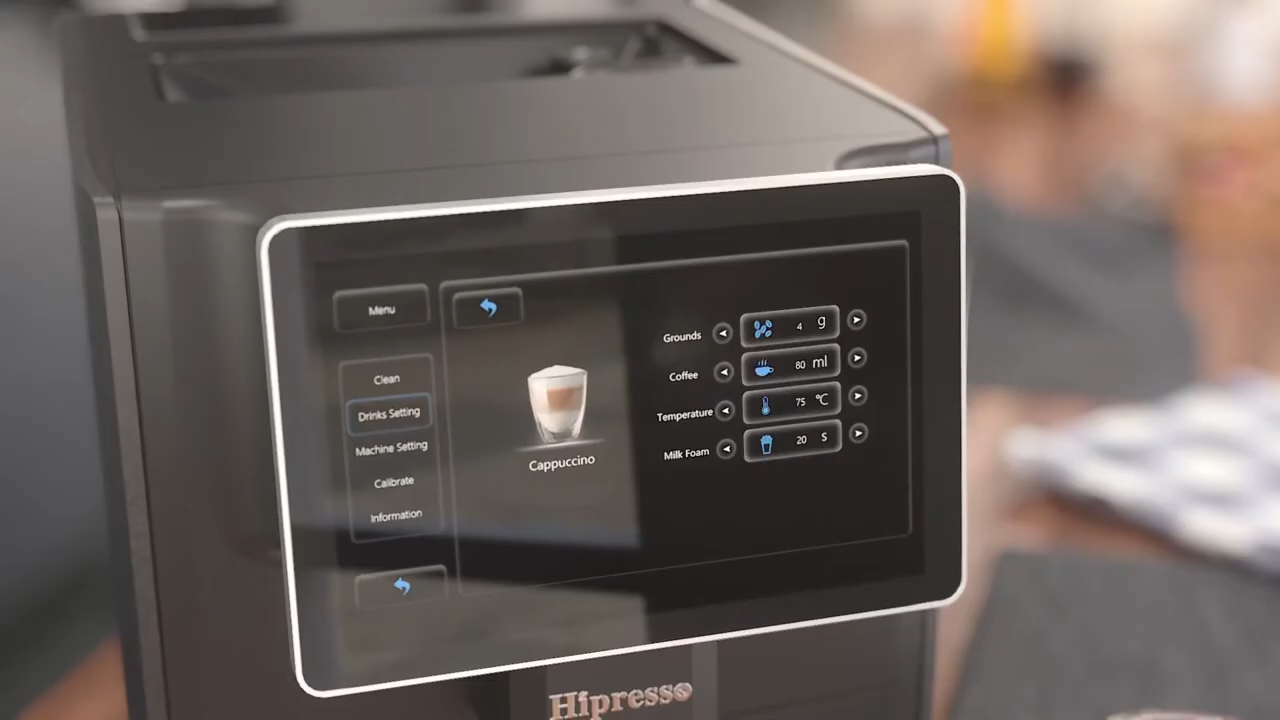 Menu
Clean
Drinks Setting
Machine Setting
Calibrate
Information
Cappuccino
Grounds 4 g
Coffee 80 ml
Temperature 75 °C
Milk Foam 20 S
Hipresso